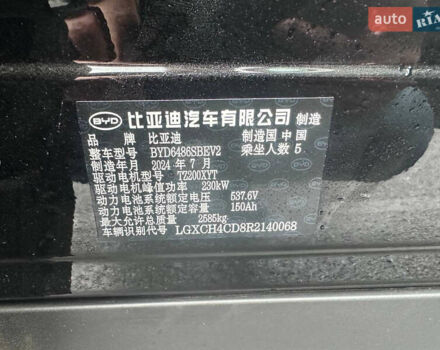 auto RIA
BYD 比亚迪汽车有限公司 制造
品牌 比亚迪 制造国 中国
整车型号 BYD6486SBEV2 乘坐人数 5
制造年月 2024 年 7 月
驱动电机型号 TZ200XYT
驱动电机峰值功率 230kW
动力电池系统额定电压 537.6V
动力电池系统额定容量 150Ah
最大允许总质量 2585kg
车辆识别代号 LGXCH4CD8R2140068